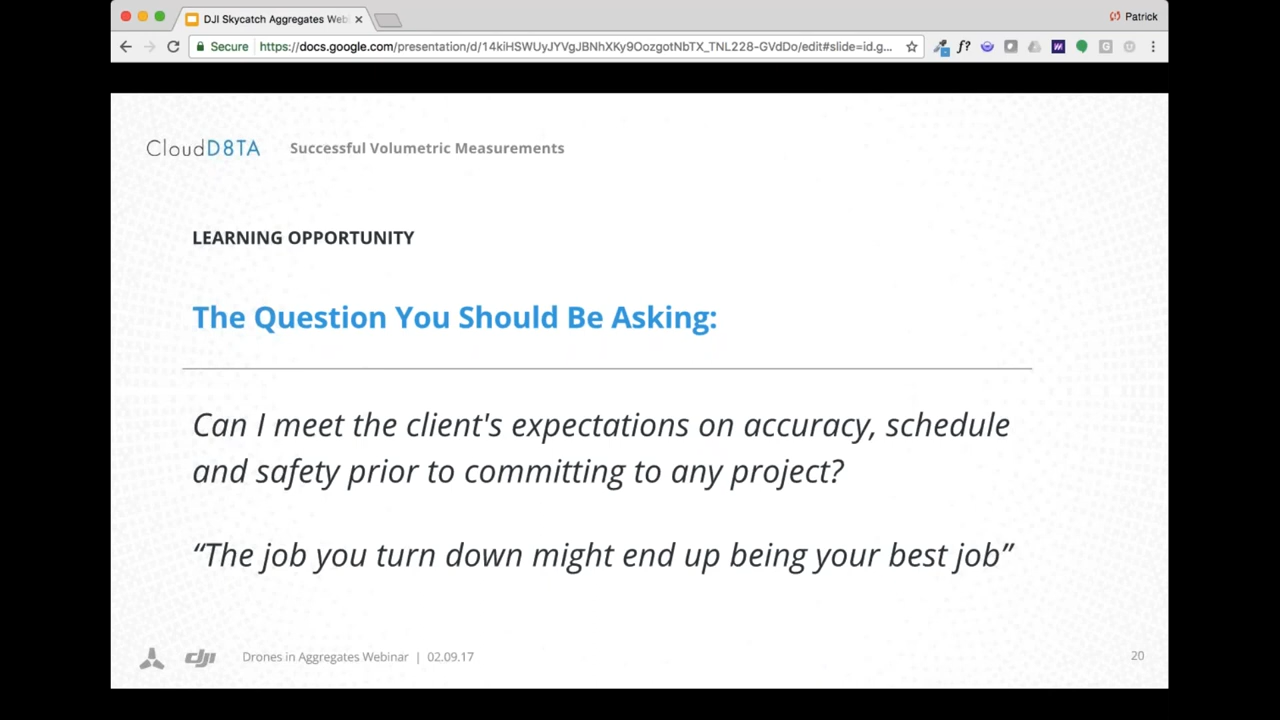 DJI Skycatch Aggregates Web
Patrick
Secure https://docs.google.com/presentation/d/14kiHSWUyJYVgJBNhXKy9OozgotNbTX_TNL228-GVdDo/edit#slide=id.g...
CloudD8TA Successful Volumetric Measurements
LEARNING OPPORTUNITY
The Question You Should Be Asking:
Can I meet the client's expectations on accuracy, schedule
and safety prior to committing to any project?
“The job you turn down might end up being your best job”
dji Drones in Aggregates Webinar | 02.09.17 20